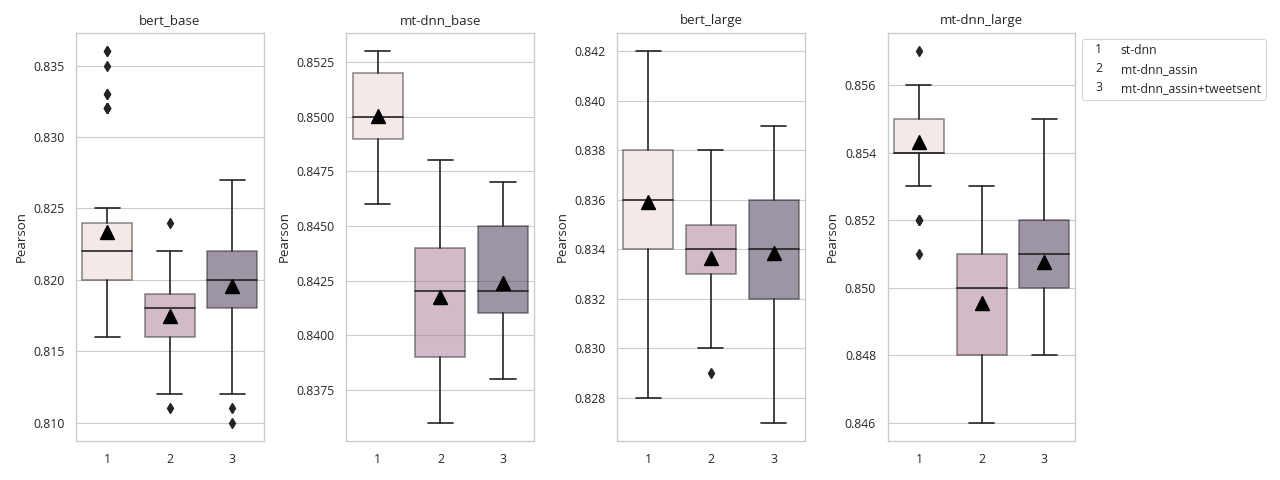 bert_base
Pearson
0.835
0.830
0.825
0.820
0.815
0.810
1 2 3
mt-dnn_base
Pearson
0.8525
0.8500
0.8475
0.8450
0.8425
0.8400
0.8375
1 2 3
bert_large
Pearson
0.842
0.840
0.838
0.836
0.834
0.832
0.830
0.828
1 2 3
mt-dnn_large
Pearson
0.856
0.854
0.852
0.850
0.848
0.846
1 2 3
1 st-dnn
2 mt-dnn_assin
3 mt-dnn_assin+tweetsent